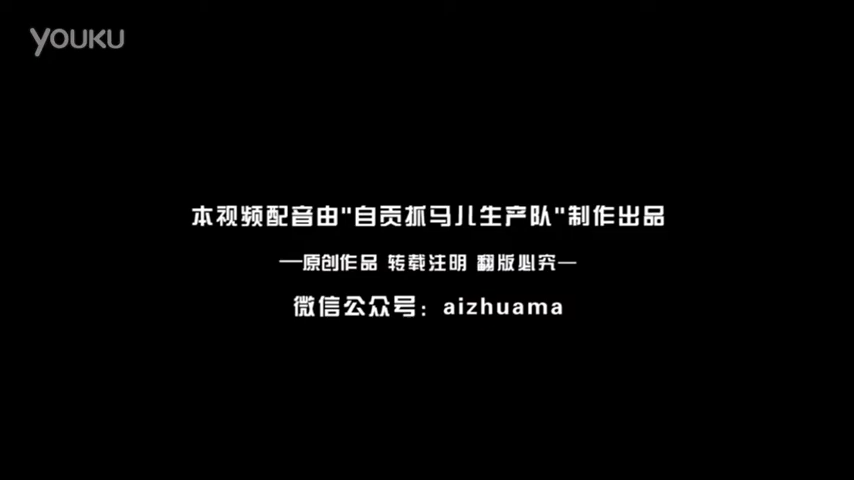 YOUKU
本视频配音由"自贡抓马儿生产队"制作出品
—原创作品 转载注明 翻版必究—
微信公众号：aizhuama